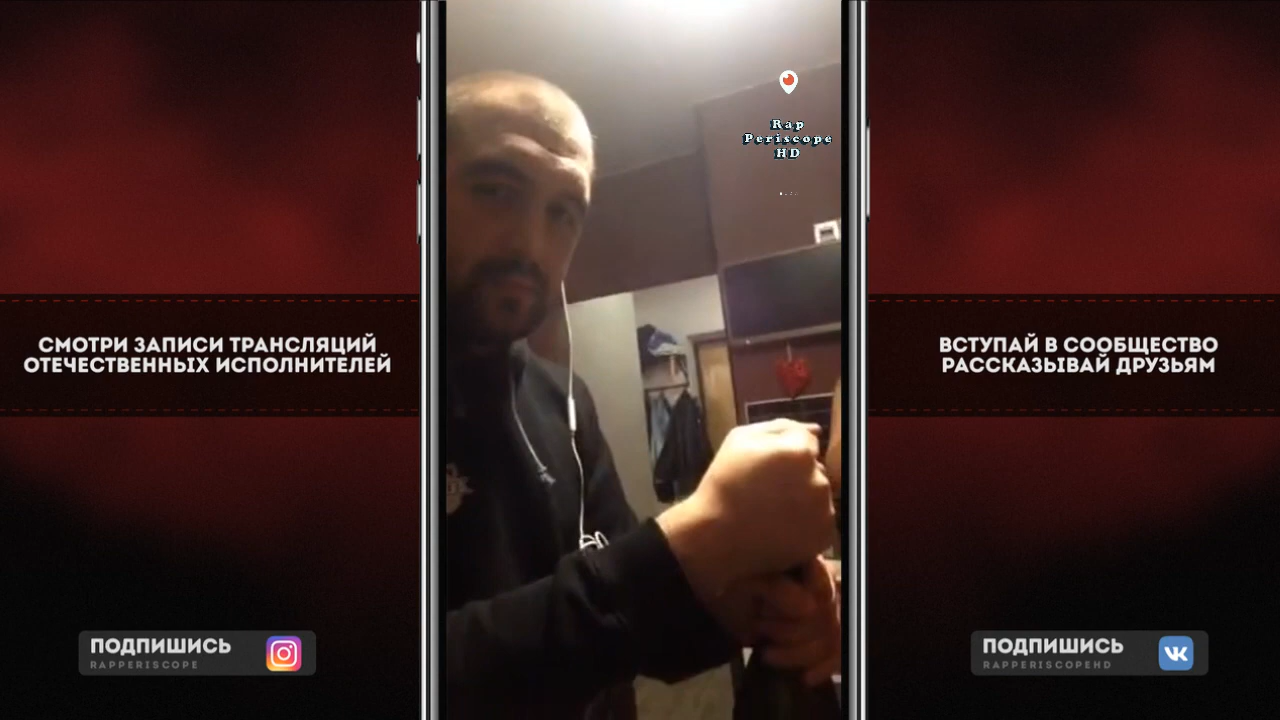 СМОТРИ ЗАПИСИ ТРАНСЛЯЦИЙ
ОТЕЧЕСТВЕННЫХ ИСПОЛНИТЕЛЕЙ
ПОДПИШИСЬ
RAPPERISCOPE
Rap
Periscope
HD
ВСТУПАЙ В СООБЩЕСТВО
РАССКАЗЫВАЙ ДРУЗЬЯМ
ПОДПИШИСЬ
RAPPERISCOPEHD